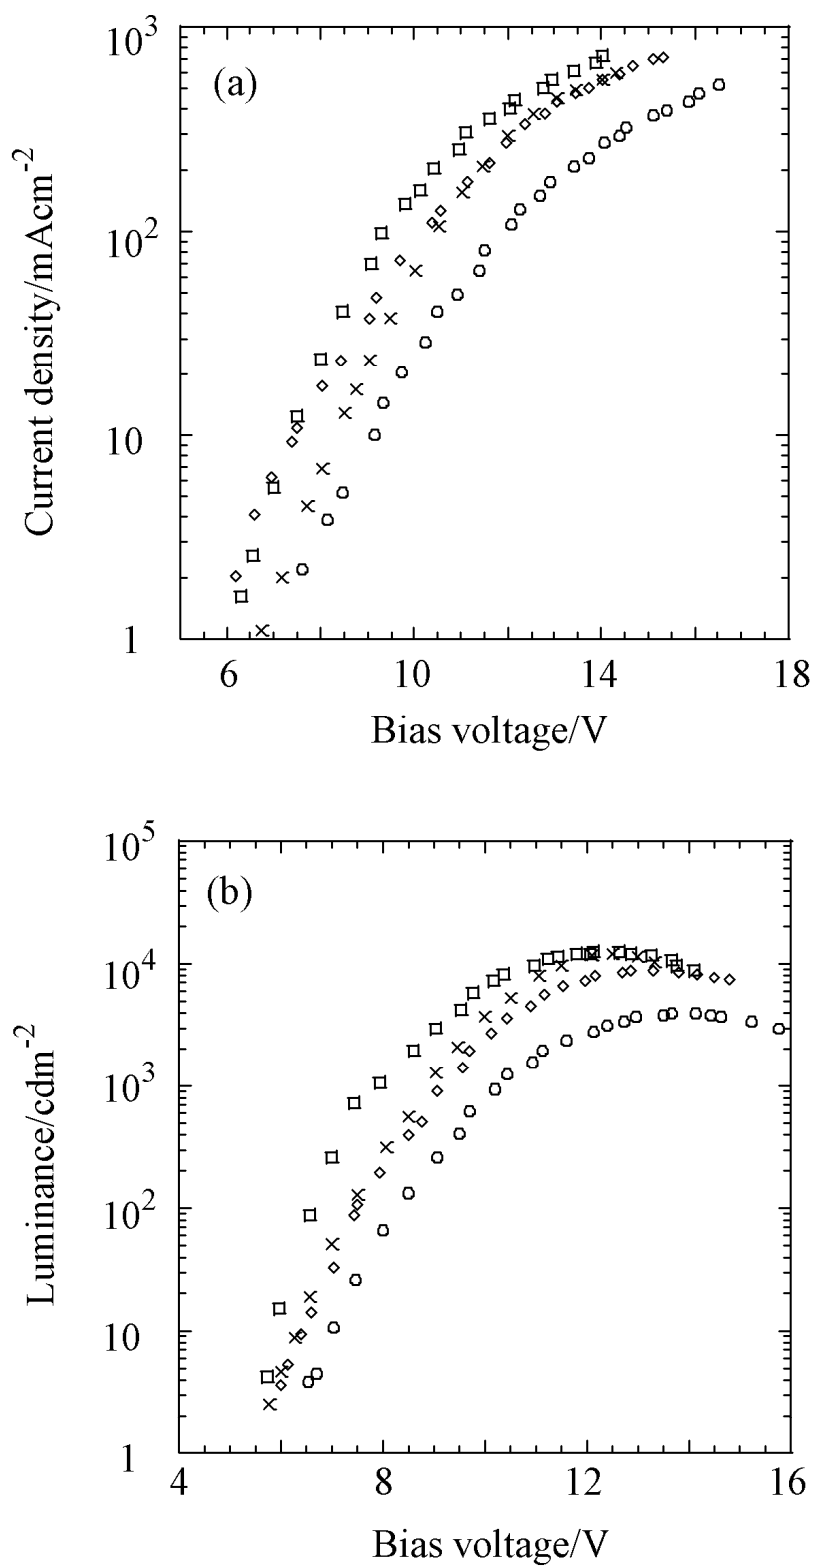 (a)
10³
10²
10
1
Current density/mAcm⁻²
6 10 14 18
Bias voltage/V
(b)
10⁵
10⁴
10³
10²
10
1
Luminance/cdm⁻²
4 8 12 16
Bias voltage/V